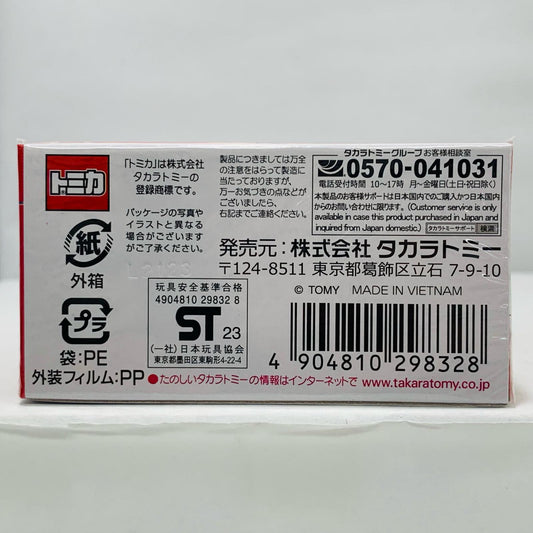 トミカ
「トミカ」は株式会社
タカラトミーの
登録商標です。
パッケージの写真や
イラストと異なる
場合がございます
がご了承ください。
製品につきましては万全
の注意をはらって製造に
当たっておりますが、
万一お気づきの点などが
ございましたら、
右記までご連絡ください。
タカラトミーグループ お客様相談室
0570-041031
電話受付時間 10〜17時 月〜金曜日(土・日・祝日除く)
本製品のお客様サポートは日本国内でのご購入かつ日本国内
からのお問い合わせに限ります。(Customer service is only
available in case this product purchased in Japan and
inquired from Japan domestic.)
タカラトミーサポート 検索
発売元:株式会社 タカラトミー
〒124-8511 東京都葛飾区立石 7-9-10
紙
外箱
プラ
袋:PE
外装フィルム:PP
玩具安全基準合格
4904810 29832 8
ST 23
(一社)日本玩具協会
東京都墨田区東駒形4-22-4
© TOMY MADE IN VIETNAM
4 904810 298328
●たのしいタカラトミーの情報はインターネットで www.takaratomy.co.jp